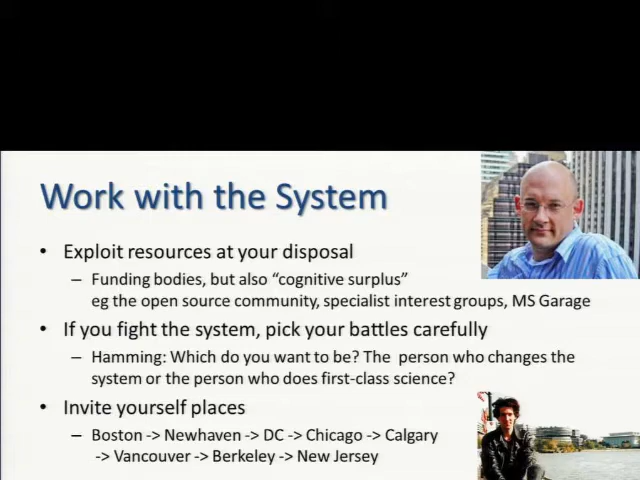 Work with the System
• Exploit resources at your disposal
– Funding bodies, but also “cognitive surplus”
eg the open source community, specialist interest groups, MS Garage
• If you fight the system, pick your battles carefully
– Hamming: Which do you want to be? The person who changes the
system or the person who does first-class science?
• Invite yourself places
– Boston -> Newhaven -> DC -> Chicago -> Calgary
-> Vancouver -> Berkeley -> New Jersey